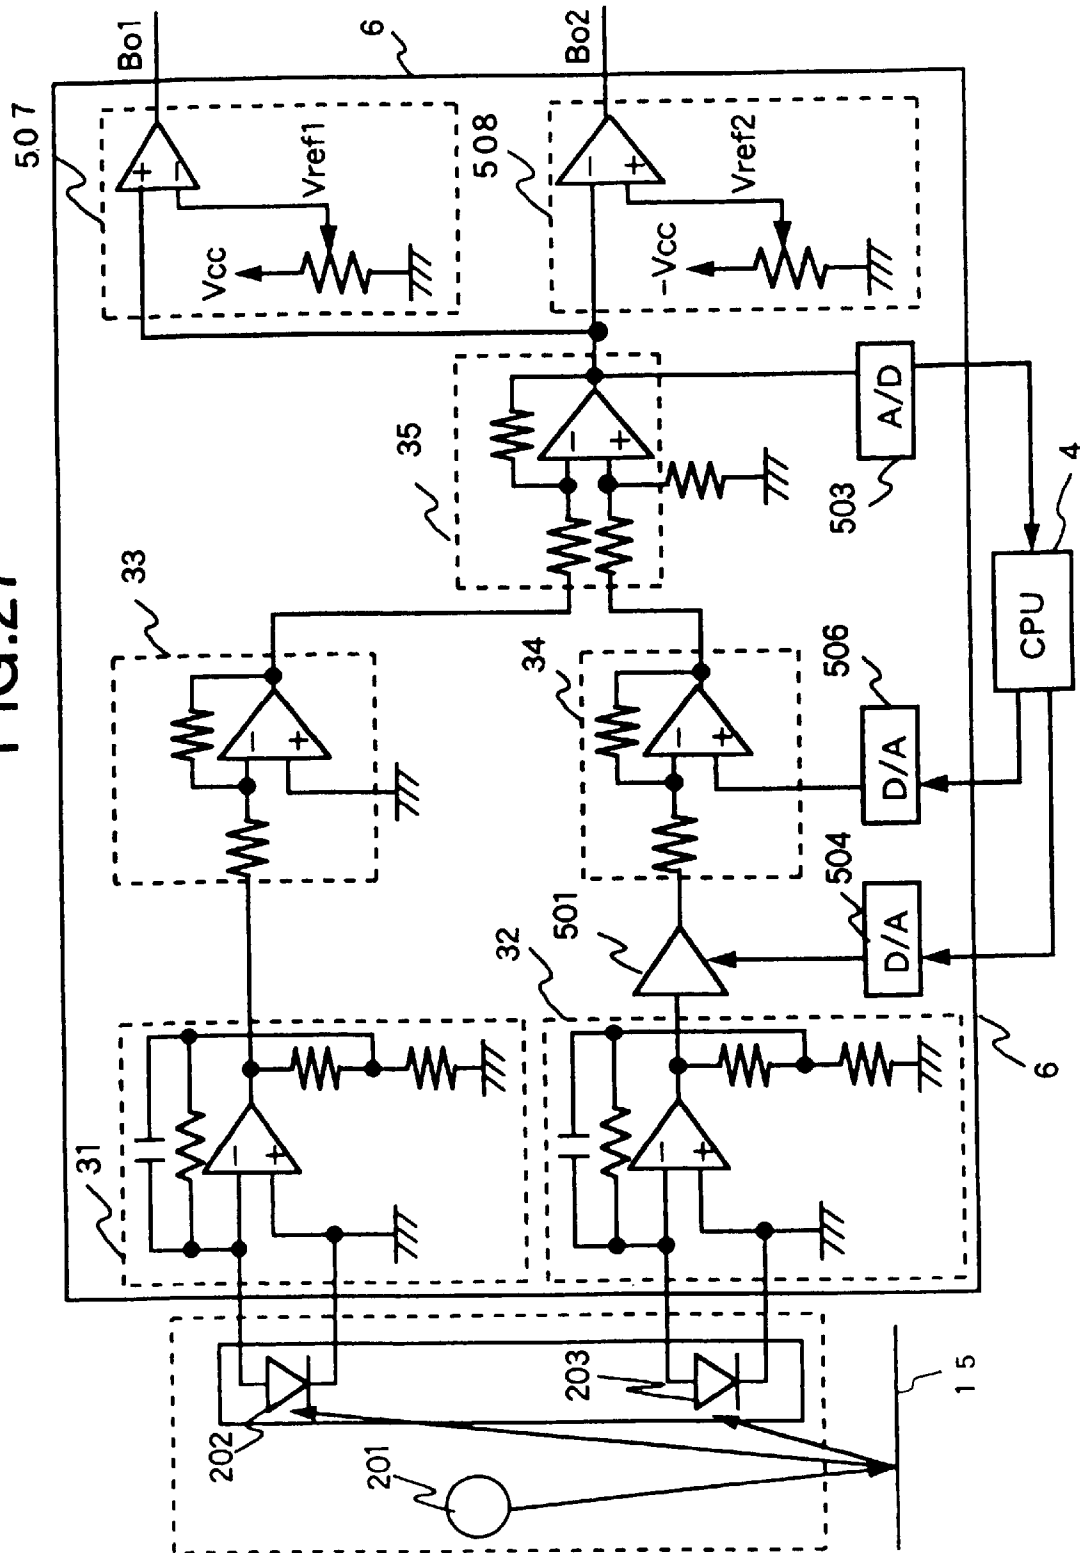 FIG.27
507
Bo1
6
Bo2
+
−
Vref1
Vcc
508
−
+
Vref2
−Vcc
35
−
+
A/D
503
4
CPU
33
−
+
34
−
+
506
D/A
504
D/A
501
32
31
−
+
−
+
6
202
203
201
15